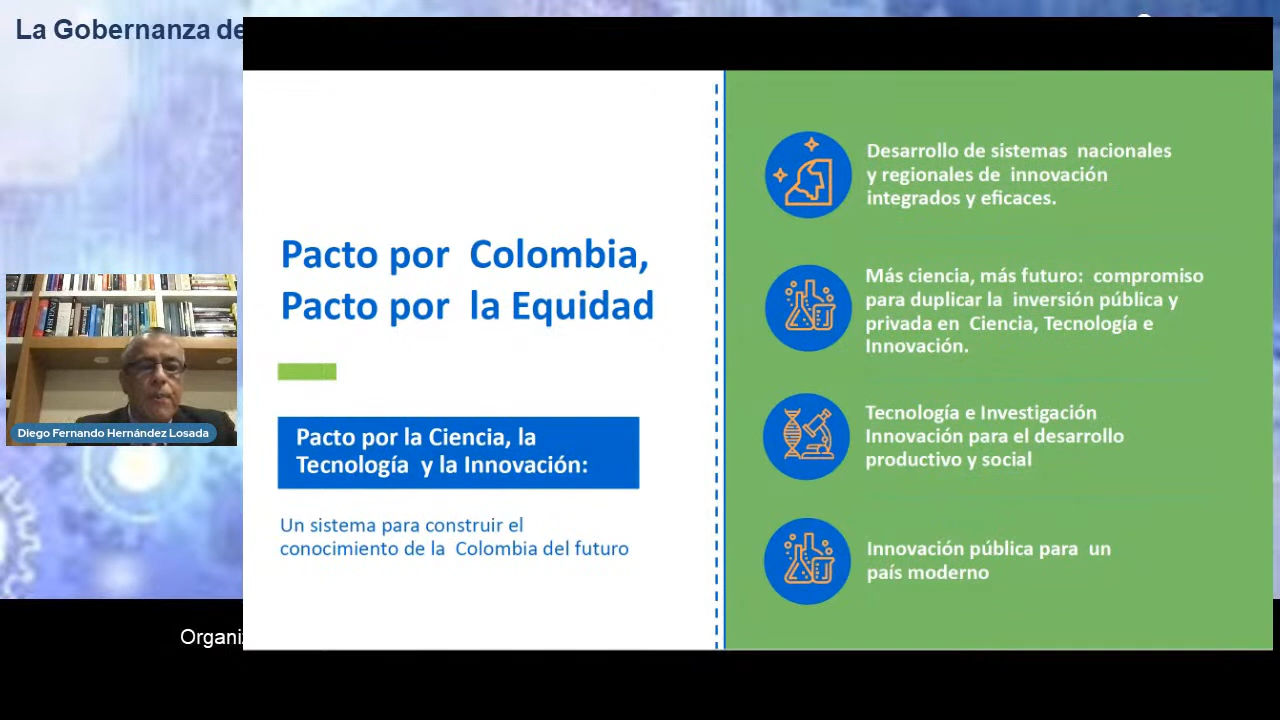 La Gobernanza de
Pacto por Colombia,
Pacto por la Equidad
Pacto por la Ciencia, la
Tecnología y la Innovación:
Un sistema para construir el
conocimiento de la Colombia del futuro
Desarrollo de sistemas nacionales
y regionales de innovación
integrados y eficaces.
Más ciencia, más futuro: compromiso
para duplicar la inversión pública y
privada en Ciencia, Tecnología e
Innovación.
Tecnología e Investigación
Innovación para el desarrollo
productivo y social
Innovación pública para un
país moderno
Diego Fernando Hernández Losada
Organi